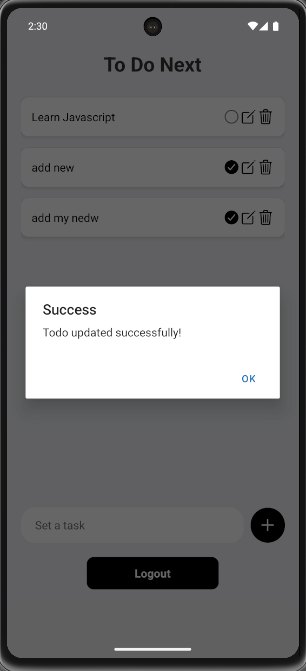 2:30
To Do Next
Learn Javascript
add new
add my nedw
Success
Todo updated successfully!
OK
Set a task
Logout